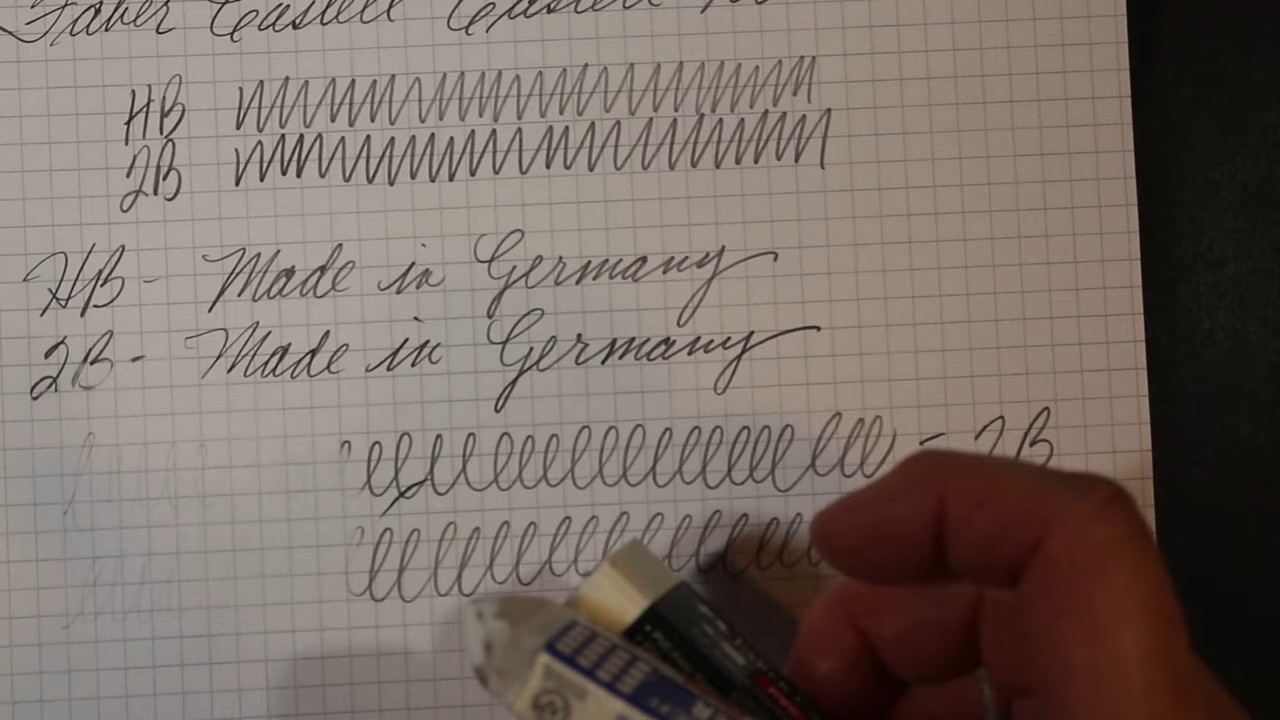 Faber Castell Castell
HB
2B
HB - Made in Germany
2B - Made in Germany
- 2B